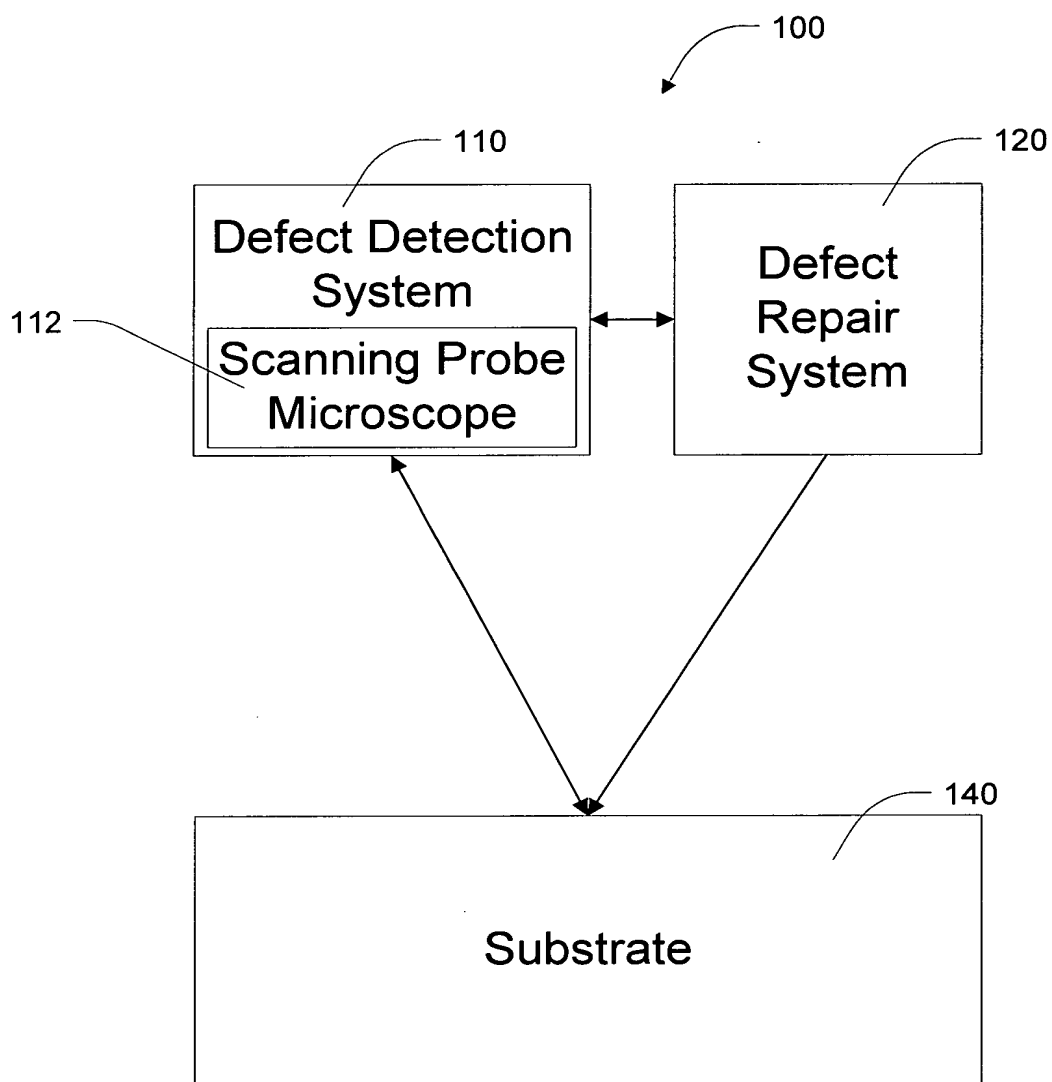 100
110
120
Defect Detection
System
Defect
Repair
System
112
Scanning Probe
Microscope
140
Substrate